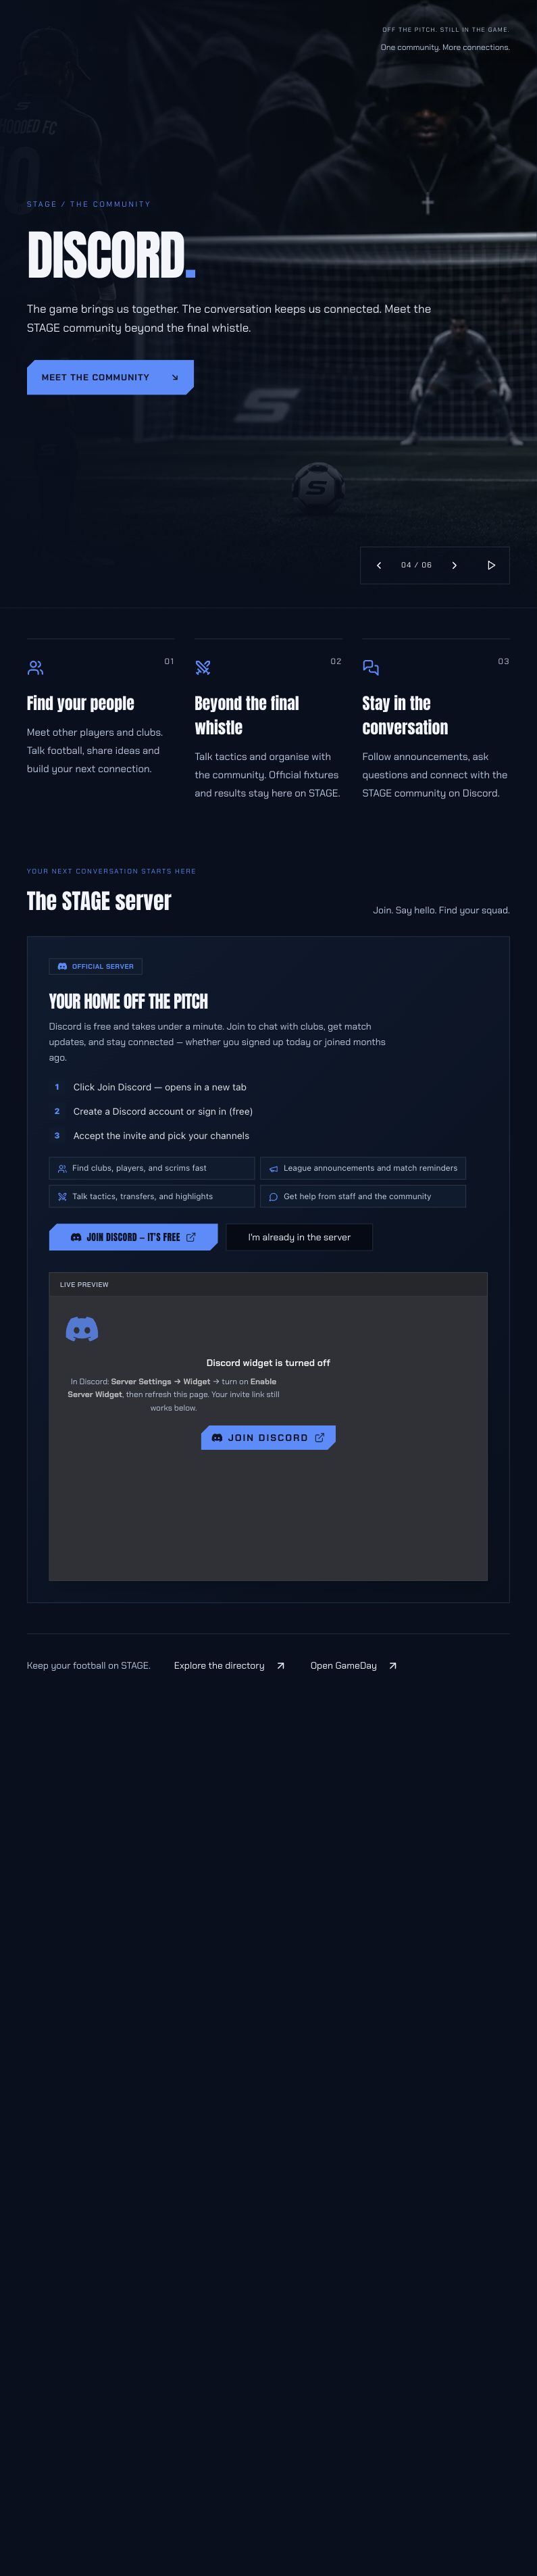 OFF THE PITCH. STILL IN THE GAME.
One community. More connections.
HOODED FC
STAGE / THE COMMUNITY
DISCORD.
The game brings us together. The conversation keeps us connected. Meet the
STAGE community beyond the final whistle.
MEET THE COMMUNITY
04 / 06
01
Find your people
Meet other players and clubs.
Talk football, share ideas and
build your next connection.
02
Beyond the final
whistle
Talk tactics and organise with
the community. Official fixtures
and results stay here on STAGE.
03
Stay in the
conversation
Follow announcements, ask
questions and connect with the
STAGE community on Discord.
YOUR NEXT CONVERSATION STARTS HERE
The STAGE server
Join. Say hello. Find your squad.
OFFICIAL SERVER
YOUR HOME OFF THE PITCH
Discord is free and takes under a minute. Join to chat with clubs, get match
updates, and stay connected — whether you signed up today or joined months
ago.
1 Click Join Discord — opens in a new tab
2 Create a Discord account or sign in (free)
3 Accept the invite and pick your channels
Find clubs, players, and scrims fast
League announcements and match reminders
Talk tactics, transfers, and highlights
Get help from staff and the community
JOIN DISCORD – IT'S FREE
I'm already in the server
LIVE PREVIEW
Discord widget is turned off
In Discord: Server Settings → Widget → turn on Enable
Server Widget, then refresh this page. Your invite link still
works below.
JOIN DISCORD
Keep your football on STAGE.
Explore the directory
Open GameDay